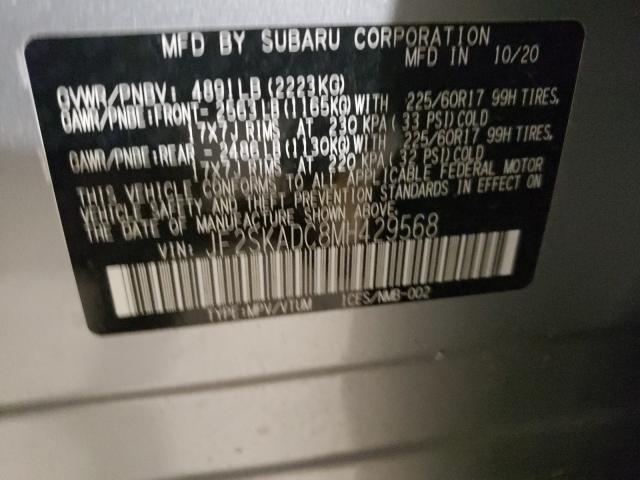 MFD BY SUBARU CORPORATION
MFD IN 10/20
GVWR/PNBV: 4891LB(2223KG)
GAWR/PNBE:FRONT- 2563LB(1165KG)WITH 225/60R17 99H TIRES,
17X7J RIMS AT 230 KPA( 33 PSI)COLD
GAWR/PNBE:REAR - 2486LB(1130KG)WITH 225/60R17 99H TIRES,
17X7J RIMS AT 220 KPA( 32 PSI)COLD
THIS VEHICLE CONFORMS TO ALL APPLICABLE FEDERAL MOTOR
VEHICLE SAFETY AND THEFT PREVENTION STANDARDS IN EFFECT ON
THE DATE OF MANUFACTURE SHOWN ABOVE.
VIN: JF2SKADC8MH429568
TYPE:MPV/VTUM ICES/NMB-002